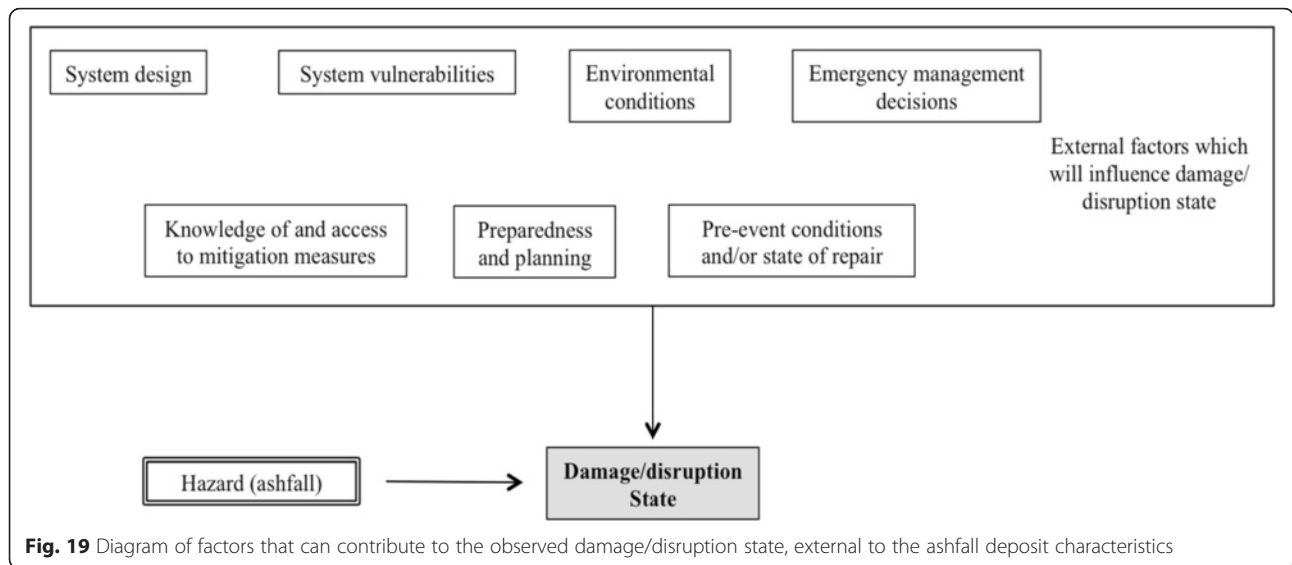 System design
System vulnerabilities
Environmental
conditions
Emergency management
decisions
External factors which
will influence damage/
disruption state
Knowledge of and access
to mitigation measures
Preparedness
and planning
Pre-event conditions
and/or state of repair
Hazard (ashfall)
Damage/disruption
State
Fig. 19 Diagram of factors that can contribute to the observed damage/disruption state, external to the ashfall deposit characteristics